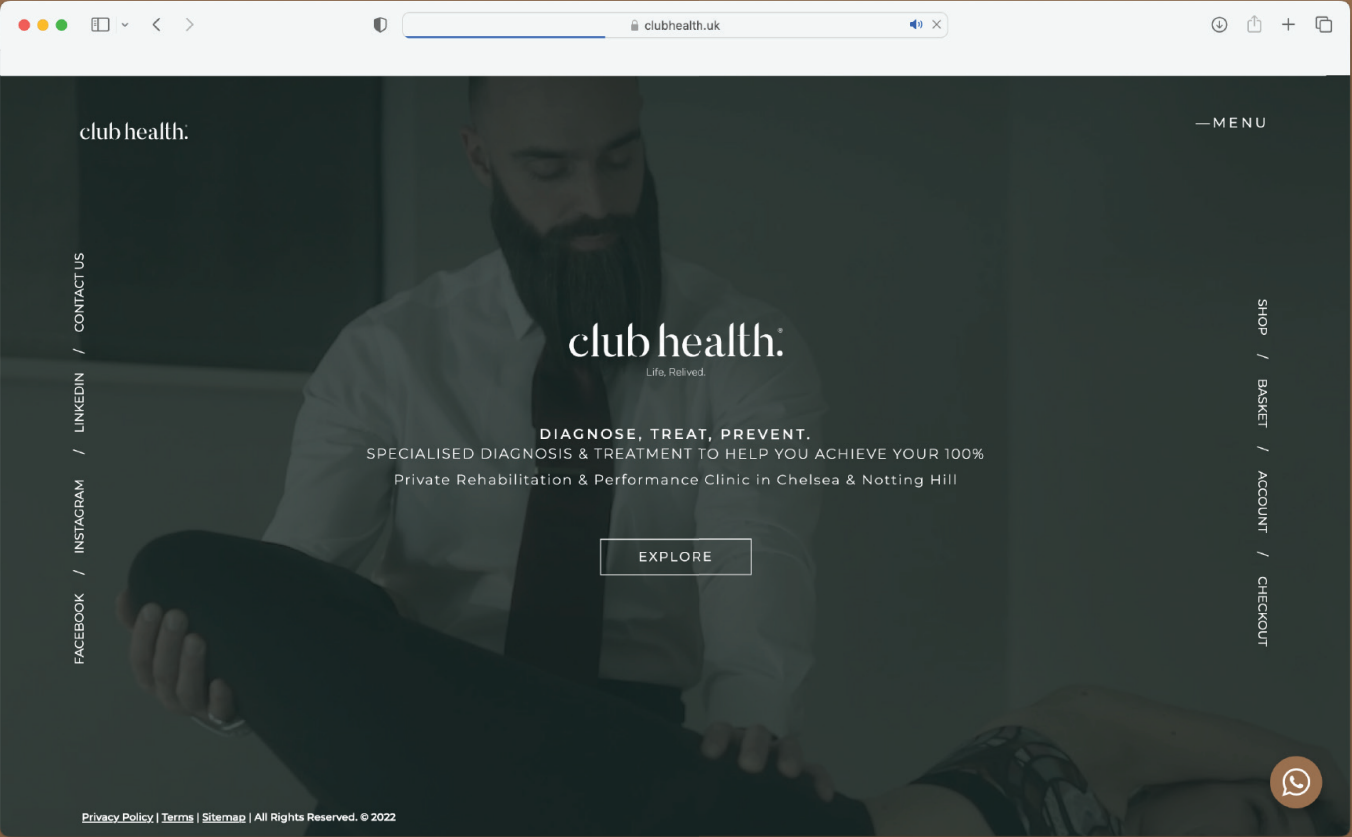 clubhealth.uk
club health.
—MENU
CONTACT US
/
LINKEDIN
/
INSTAGRAM
/
FACEBOOK
club health.®
Life, Relived.
DIAGNOSE, TREAT, PREVENT.
SPECIALISED DIAGNOSIS & TREATMENT TO HELP YOU ACHIEVE YOUR 100%
Private Rehabilitation & Performance Clinic in Chelsea & Notting Hill
EXPLORE
SHOP
/
BASKET
/
ACCOUNT
/
CHECKOUT
Privacy Policy | Terms | Sitemap | All Rights Reserved. © 2022